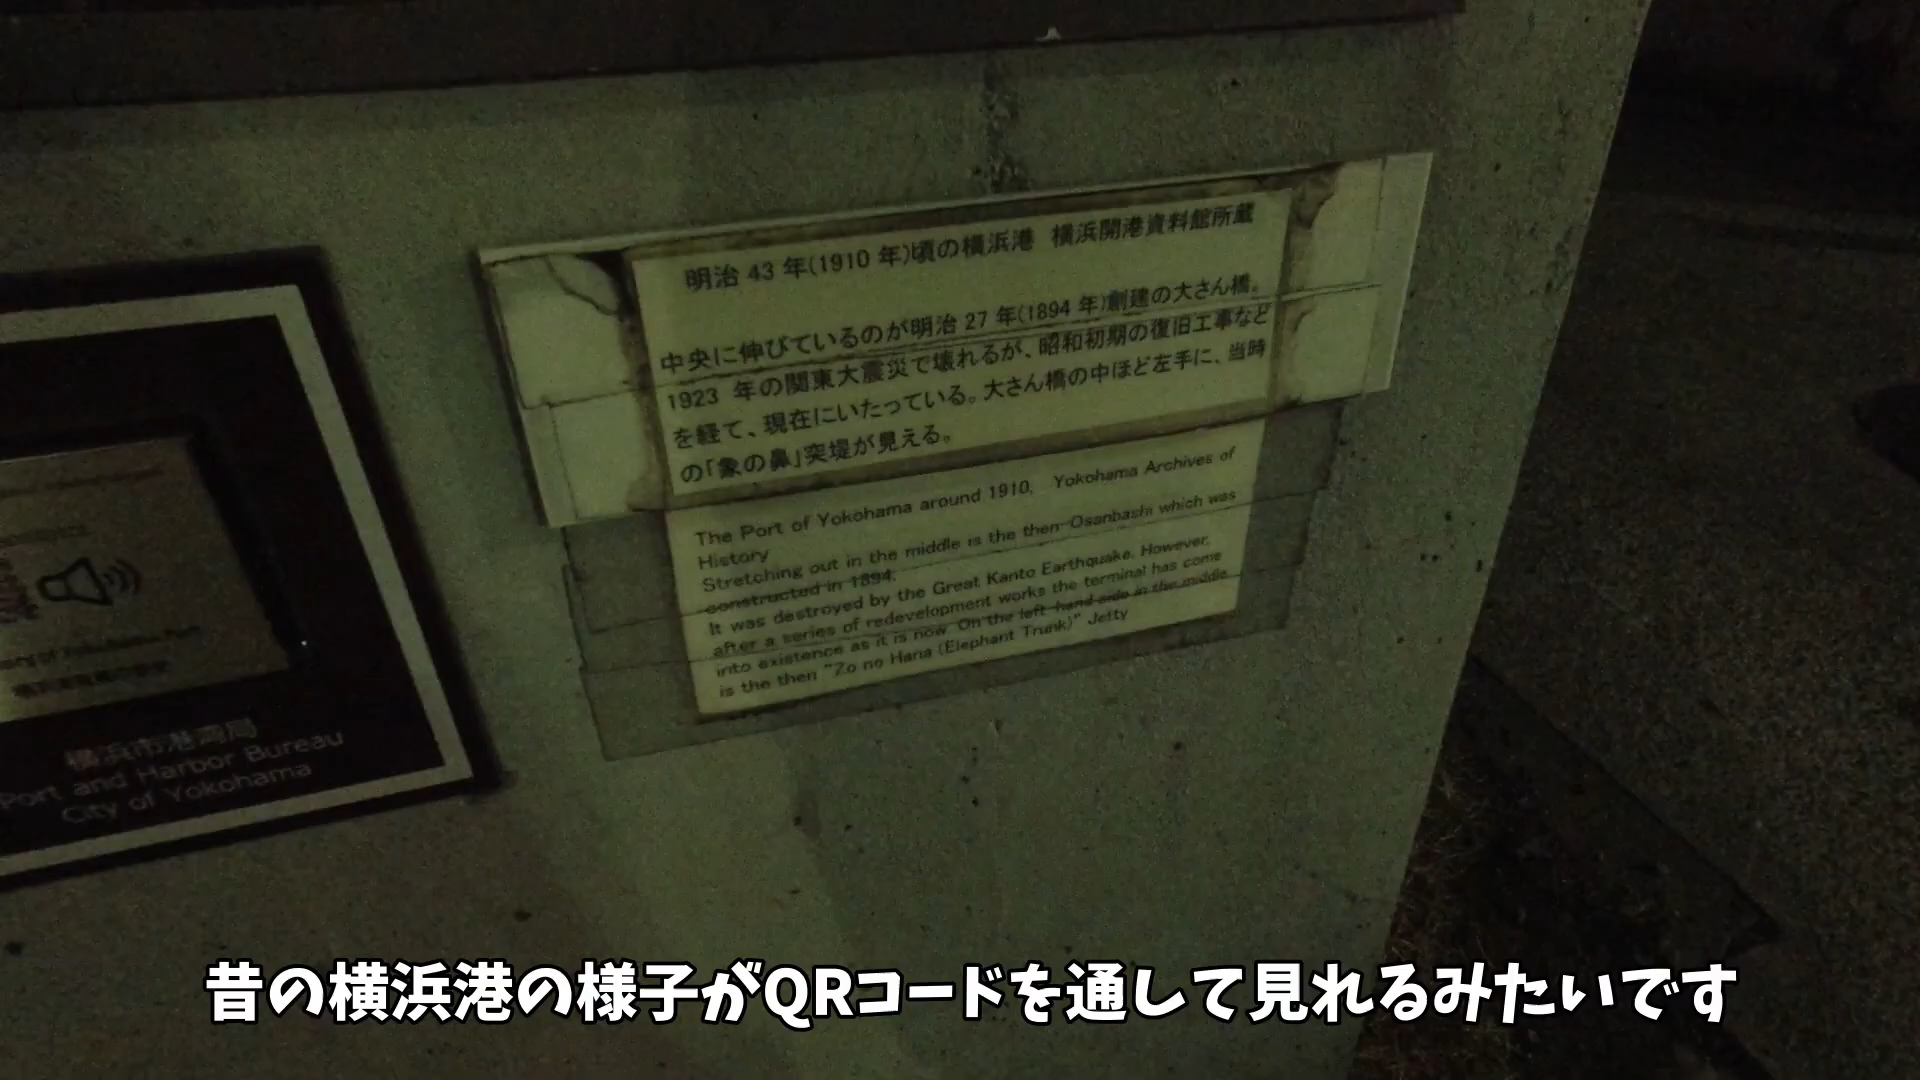 明治 43 年(1910 年)頃の横浜港 横浜開港資料館所蔵
中央に伸びているのが明治 27 年(1894 年)創建の大さん橋。
1923 年の関東大震災で壊れるが、昭和初期の復旧工事など
を経て、現在にいたっている。大さん橋の中ほど左手に、当時
の「象の鼻」突堤が見える。
The Port of Yokohama around 1910, Yokohama Archives of
History
Stretching out in the middle is the then Osanbashi which was
constructed in 1894.
It was destroyed by the Great Kanto Earthquake. However,
after a series of redevelopment works the terminal has come
into existence as it is now. On the left-hand side in the middle
is the then "Zo no Hana (Elephant Trunk)" Jetty
横浜市港湾局
Port and Harbor Bureau
City of Yokohama
昔の横浜港の様子がQRコードを通して見れるみたいです